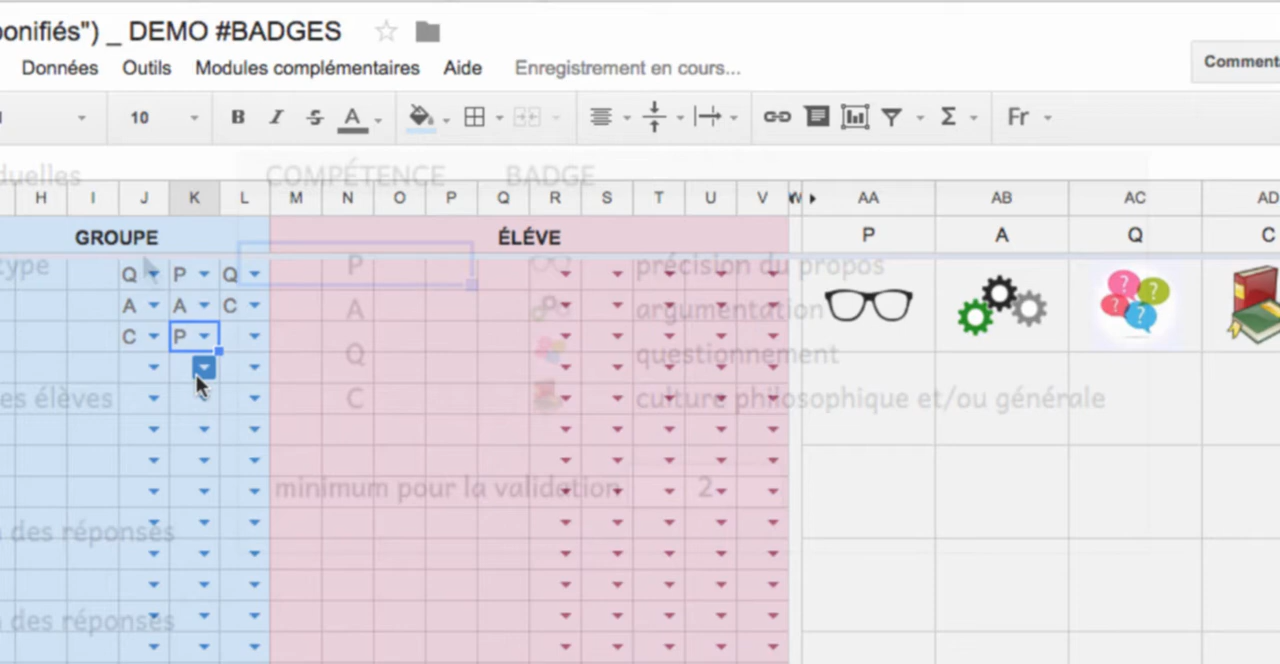 onifiés") _ DEMO #BADGES
Données Outils Modules complémentaires Aide Enregistrement en cours... Comment
10 B I S A Σ Fr
duelles COMPÉTENCE BADGE
H I J K L M N O P Q R S T U V W AA AB AC AD
GROUPE ÉLÉVE P A Q C
type Q P Q P précision du propos
A A C A argumentation
C P Q questionnement
es élèves C culture philosophique et/ou générale
minimum pour la validation 2
des réponses
des réponses